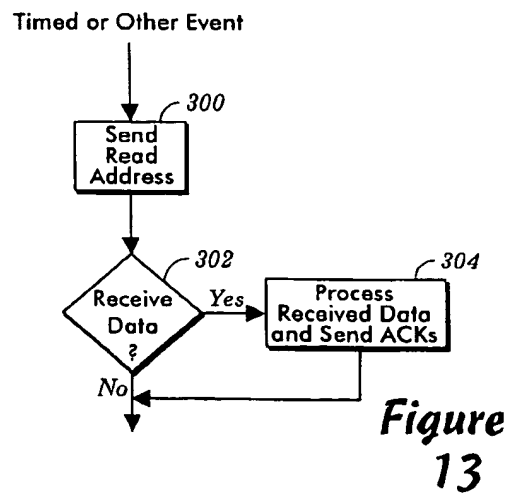 Timed or Other Event
300
Send
Read
Address
302
Receive
Data
?
Yes
304
Process
Received Data
and Send ACKs
No
Figure
13